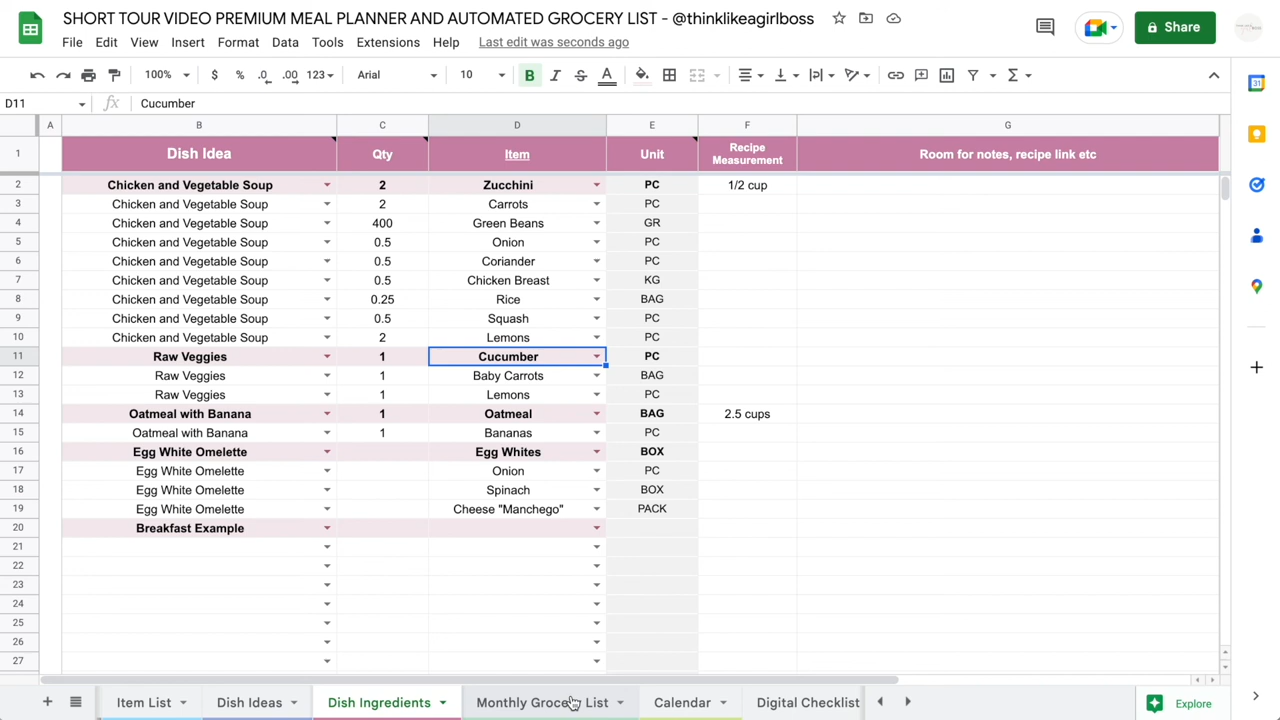 SHORT TOUR VIDEO PREMIUM MEAL PLANNER AND AUTOMATED GROCERY LIST - @thinklikeagirlboss
File Edit View Insert Format Data Tools Extensions Help Last edit was seconds ago
Share
100% $ % .0 .00 123 Arial 10 B I S A Σ
D11 fx Cucumber
A B C D E F G
1 Dish Idea Qty Item Unit Recipe Measurement Room for notes, recipe link etc
2 Chicken and Vegetable Soup 2 Zucchini PC 1/2 cup
3 Chicken and Vegetable Soup 2 Carrots PC
4 Chicken and Vegetable Soup 400 Green Beans GR
5 Chicken and Vegetable Soup 0.5 Onion PC
6 Chicken and Vegetable Soup 0.5 Coriander PC
7 Chicken and Vegetable Soup 0.5 Chicken Breast KG
8 Chicken and Vegetable Soup 0.25 Rice BAG
9 Chicken and Vegetable Soup 0.5 Squash PC
10 Chicken and Vegetable Soup 2 Lemons PC
11 Raw Veggies 1 Cucumber PC
12 Raw Veggies 1 Baby Carrots BAG
13 Raw Veggies 1 Lemons PC
14 Oatmeal with Banana 1 Oatmeal BAG 2.5 cups
15 Oatmeal with Banana 1 Bananas PC
16 Egg White Omelette Egg Whites BOX
17 Egg White Omelette Onion PC
18 Egg White Omelette Spinach BOX
19 Egg White Omelette Cheese "Manchego" PACK
20 Breakfast Example
21
22
23
24
25
26
27
Item List Dish Ideas Dish Ingredients Monthly Grocery List Calendar Digital Checklist Explore